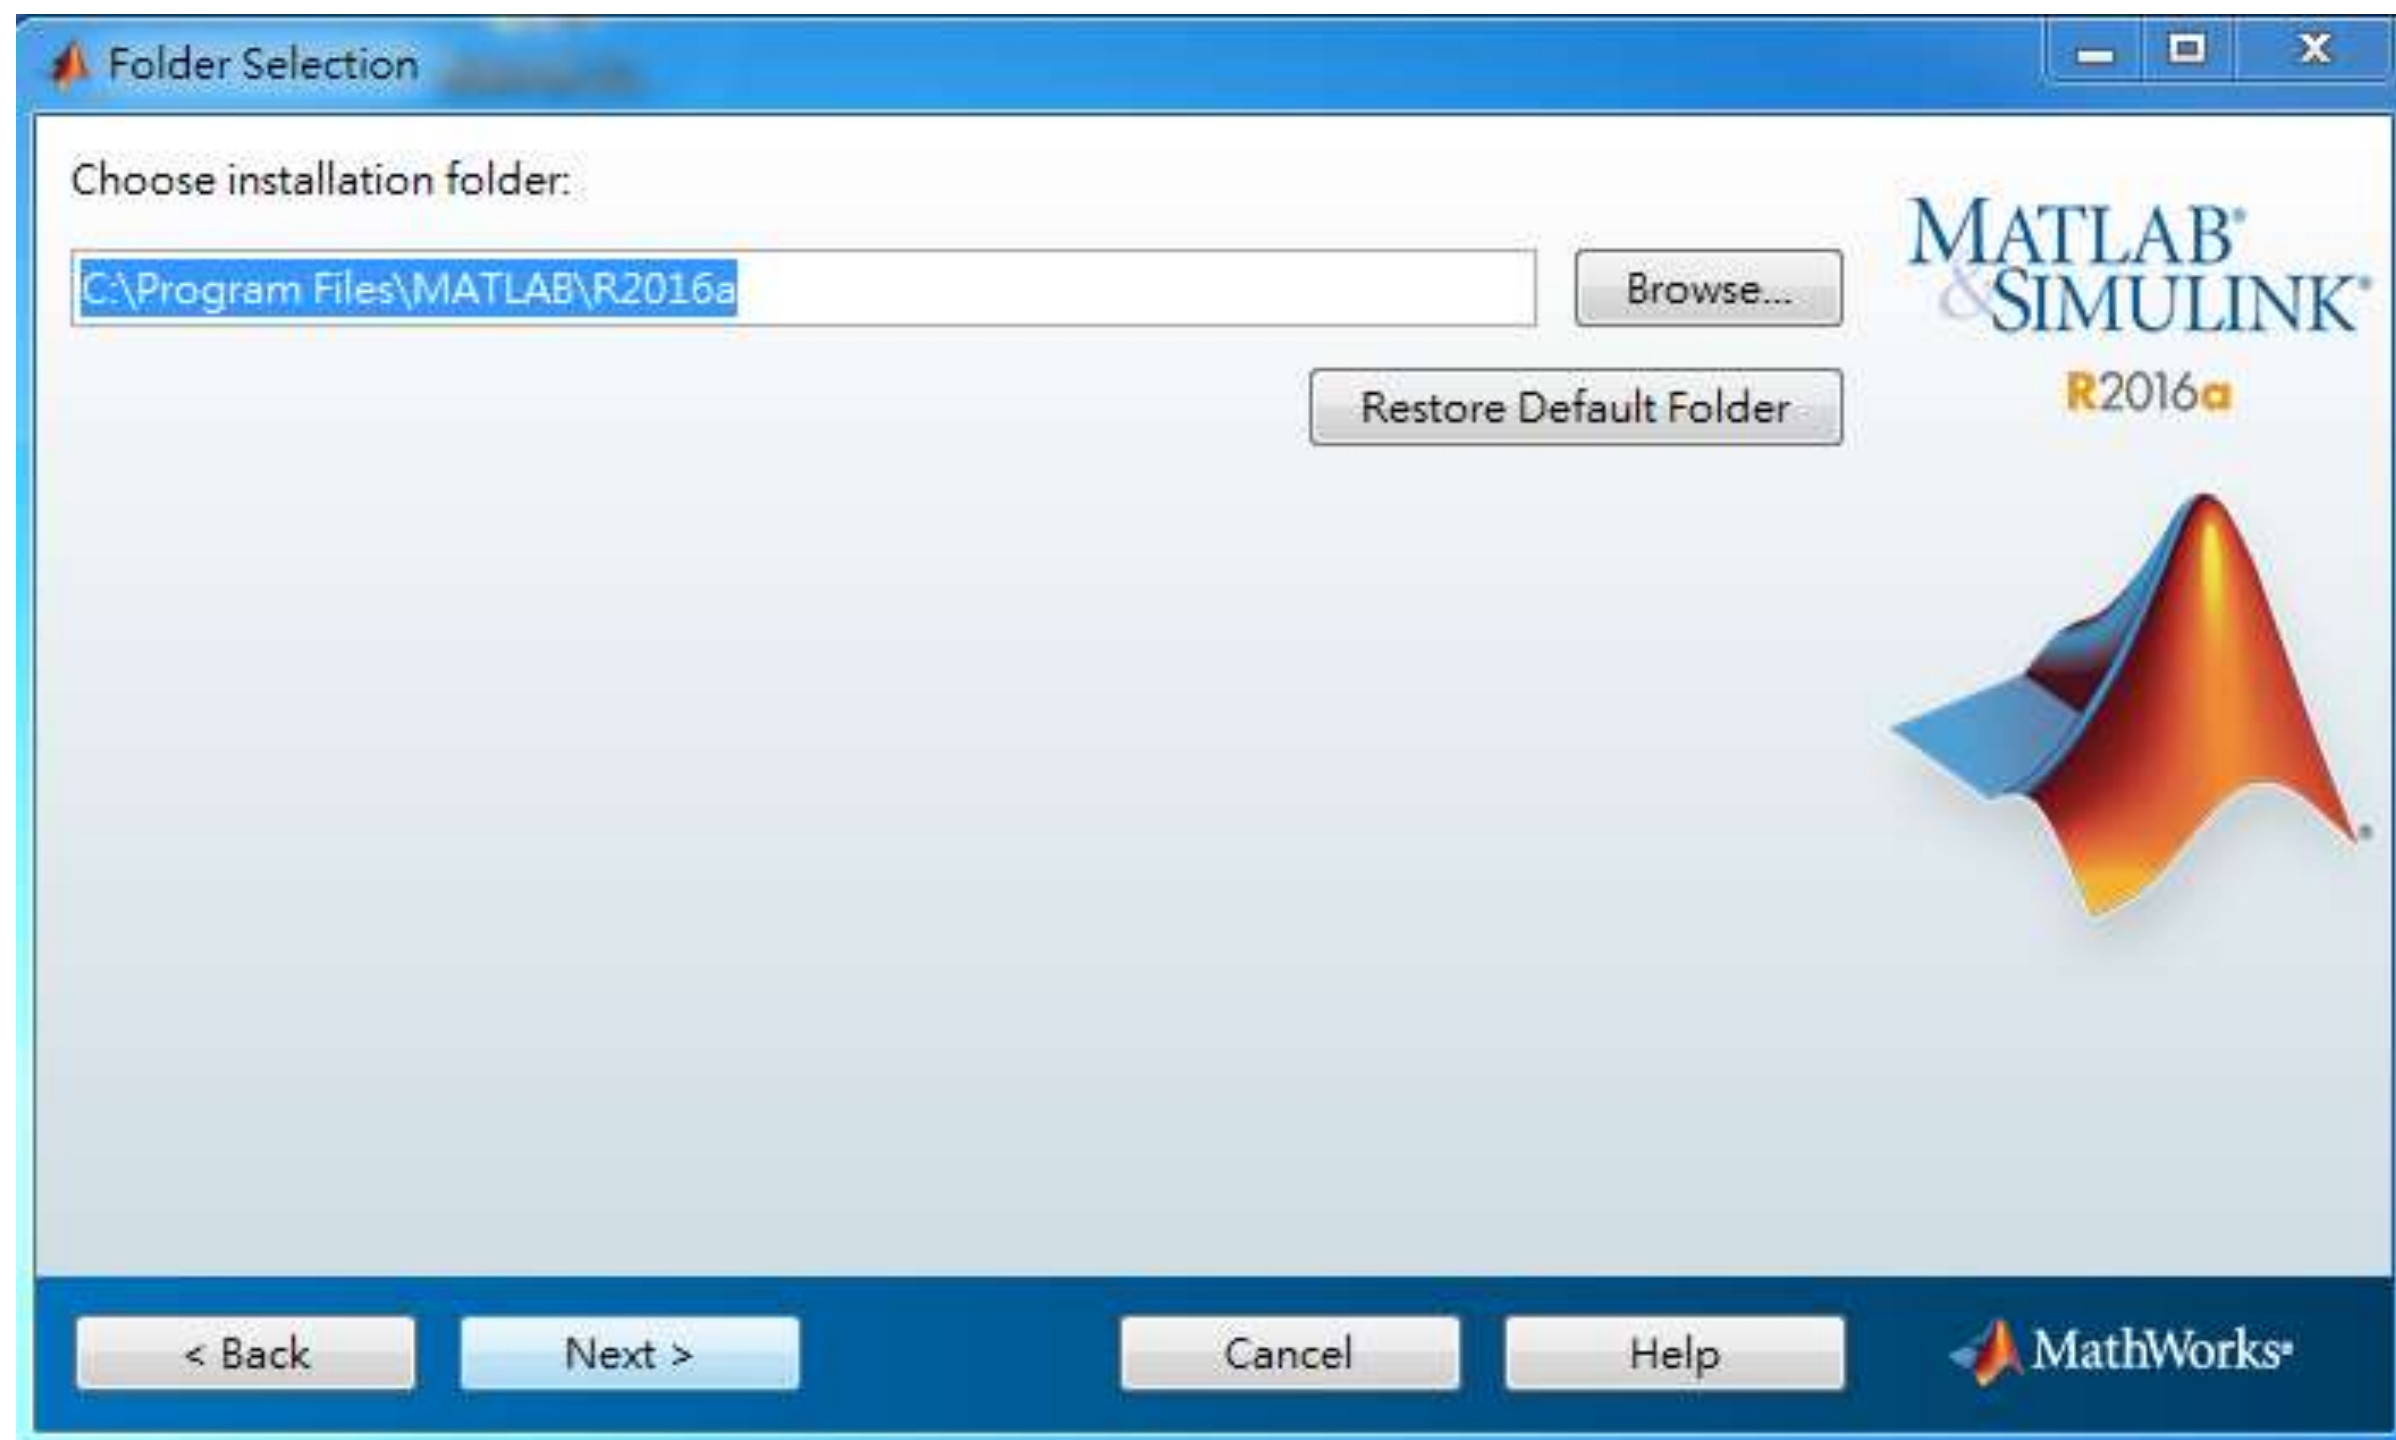 Folder Selection
Choose installation folder:
C:\Program Files\MATLAB\R2016a
Browse...
Restore Default Folder
MATLAB®
&SIMULINK®
R2016a
®
< Back
Next >
Cancel
Help
MathWorks®